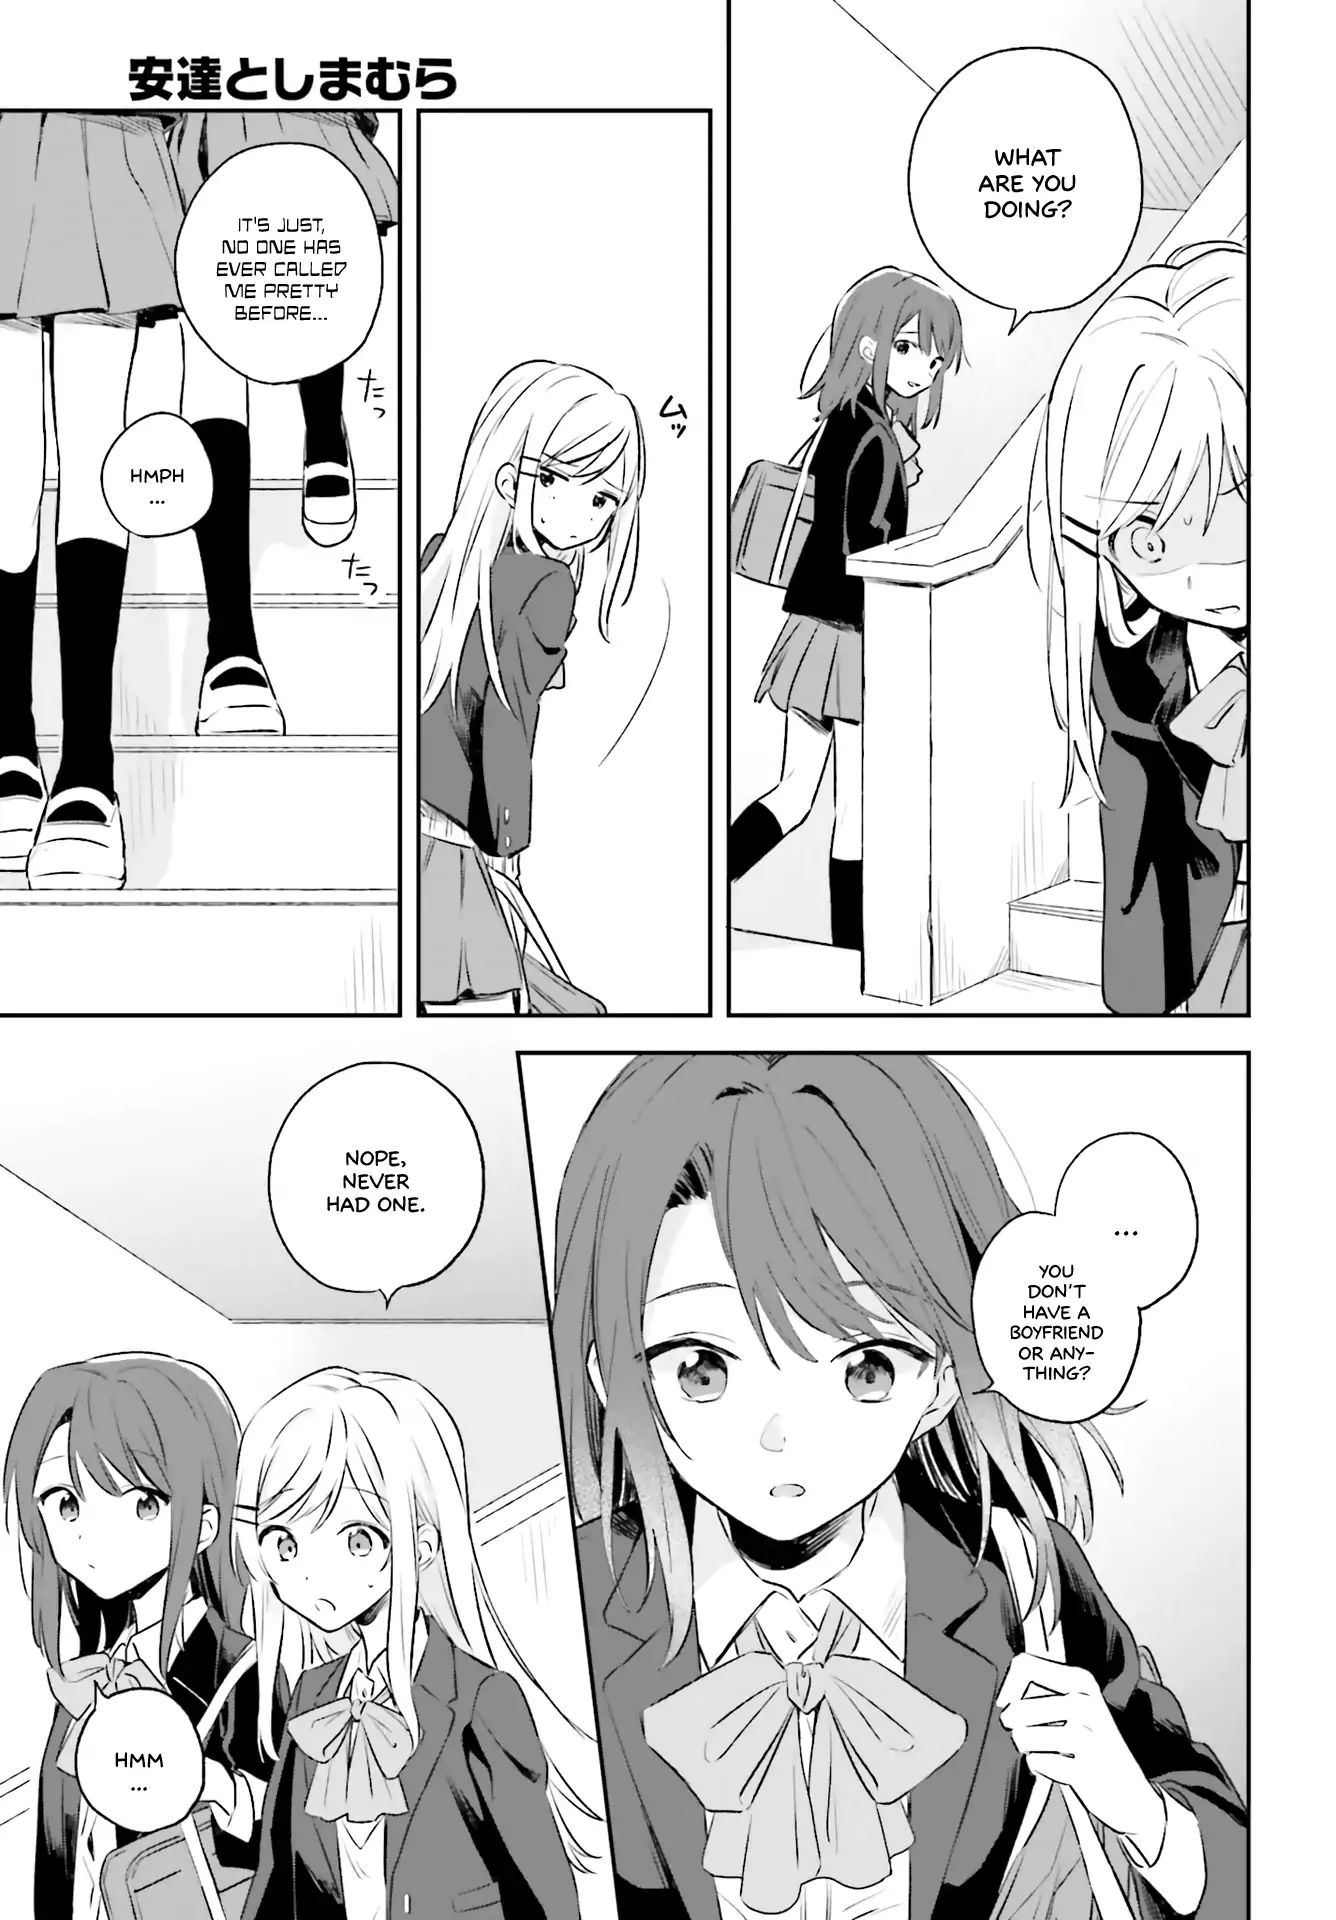 安達としまむら
WHAT
ARE YOU
DOING?
ムッ
IT'S JUST,
NO ONE HAS
EVER CALLED
ME PRETTY
BEFORE...
たっ
HMPH
...
たっ
...
YOU
DON'T
HAVE A
BOYFRIEND
OR ANY-
THING?
NOPE,
NEVER
HAD ONE.
HMM
...